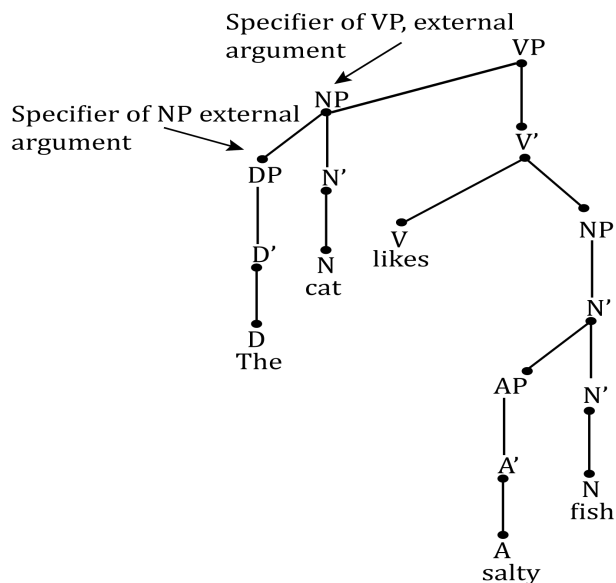 Specifier of VP, external
argument
VP
NP
Specifier of NP external
argument
V’
DP
N’
V
likes
NP
D’
N
cat
N’
D
The
AP
N’
A’
N
fish
A
salty